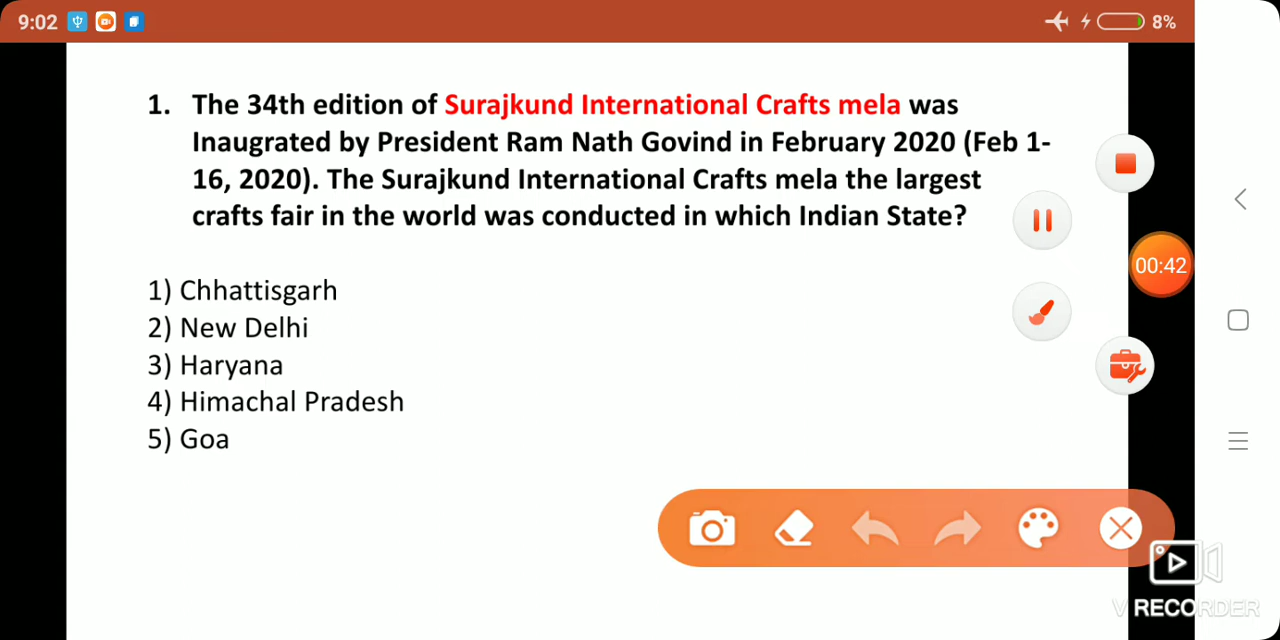 9:02
8%
1. The 34th edition of Surajkund International Crafts mela was
Inaugrated by President Ram Nath Govind in February 2020 (Feb 1-
16, 2020). The Surajkund International Crafts mela the largest
crafts fair in the world was conducted in which Indian State?
00:42
1) Chhattisgarh
2) New Delhi
3) Haryana
4) Himachal Pradesh
5) Goa
V RECORDER